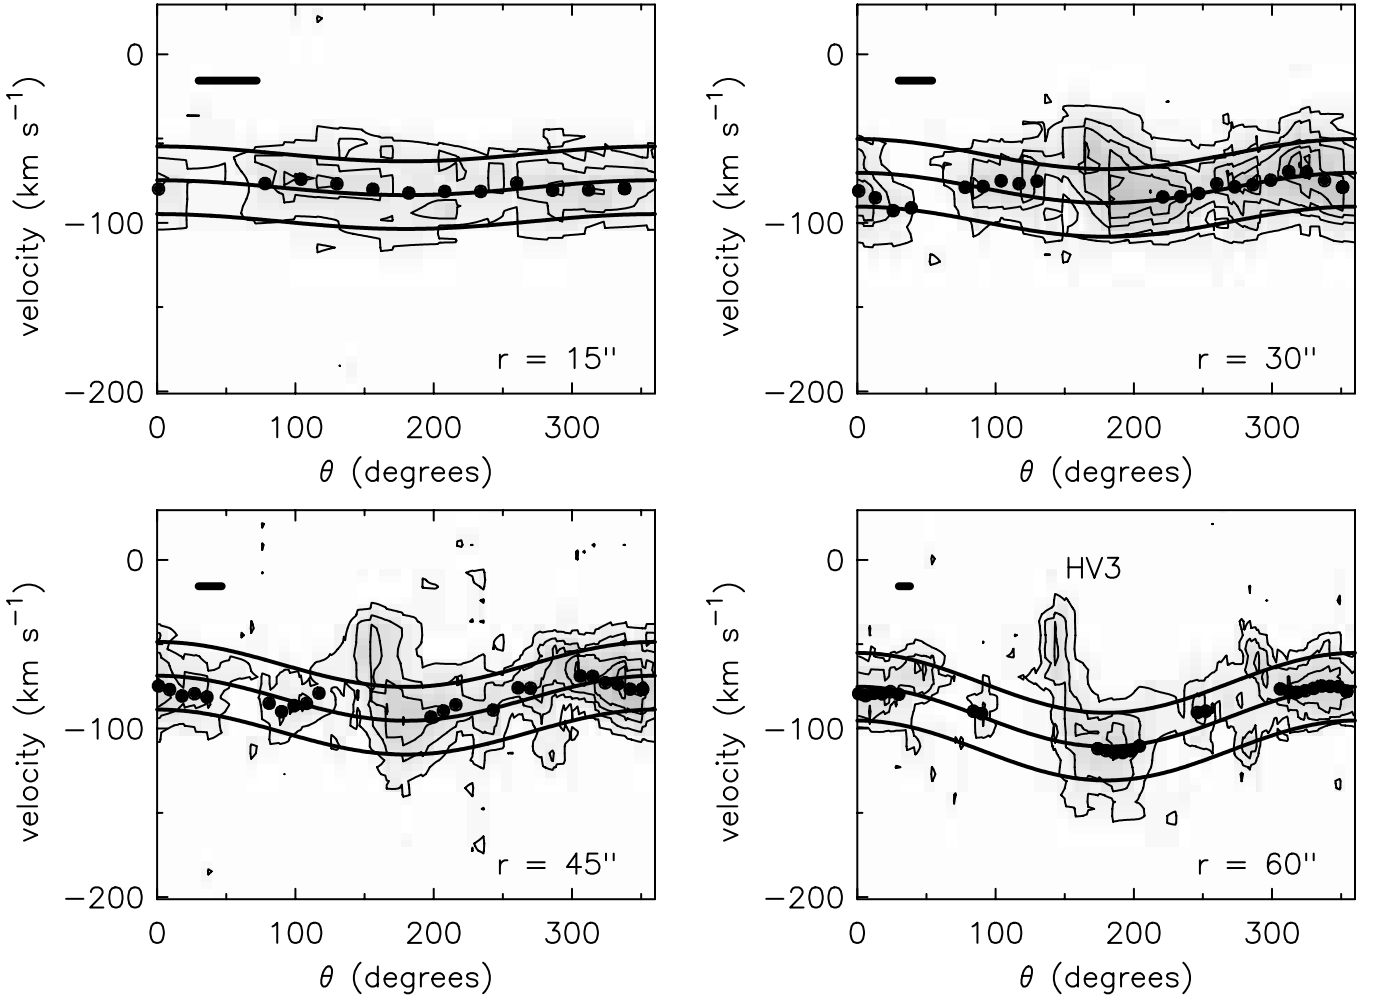 0
−100
−200
velocity (km s−1)
r = 15"
0 100 200 300
θ (degrees)
0
−100
−200
velocity (km s−1)
r = 30"
0 100 200 300
θ (degrees)
0
−100
−200
velocity (km s−1)
r = 45"
0 100 200 300
θ (degrees)
0
−100
−200
velocity (km s−1)
HV3
r = 60"
0 100 200 300
θ (degrees)